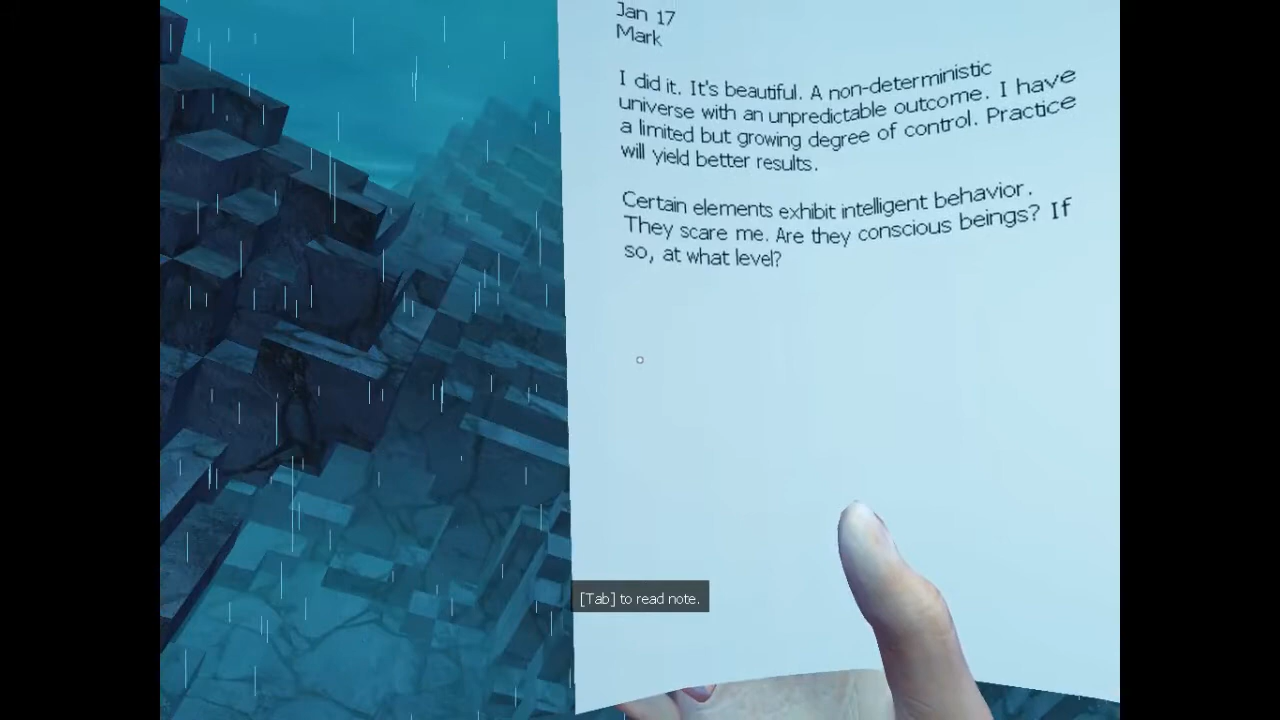 Jan 17
Mark
I did it. It's beautiful. A non-deterministic
universe with an unpredictable outcome. I have
a limited but growing degree of control. Practice
will yield better results.
Certain elements exhibit intelligent behavior.
They scare me. Are they conscious beings? If
so, at what level?
[Tab] to read note.